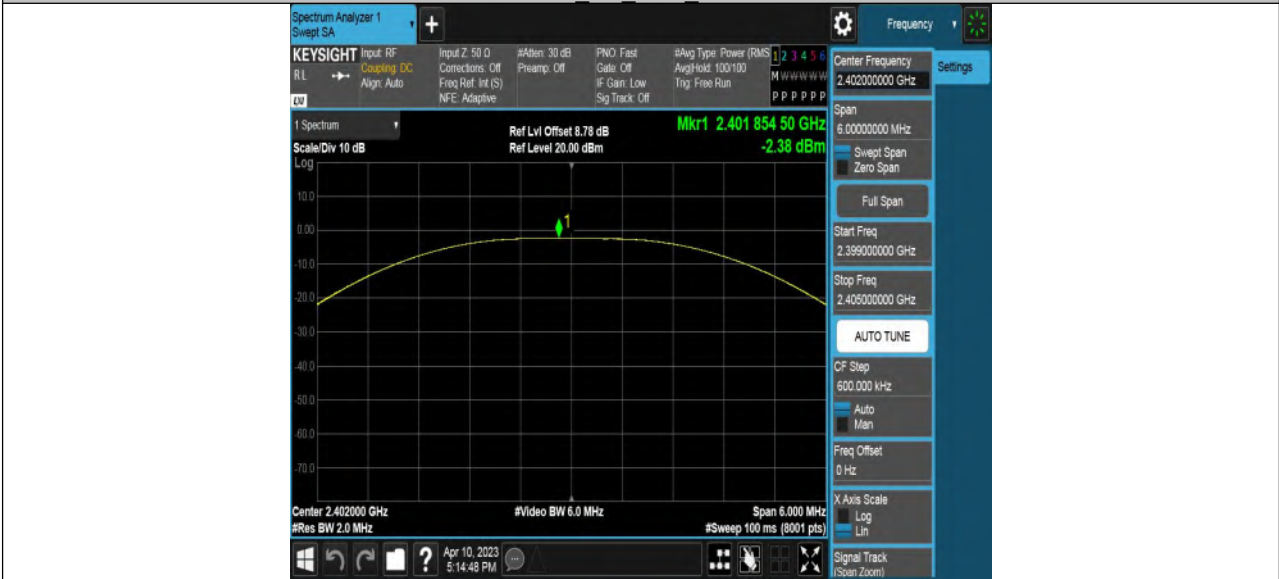 Spectrum Analyzer 1
Swept SA
+
Frequency
KEYSIGHT
RL
LXI
Input: RF
Coupling: DC
Align: Auto
Input Z: 50 Ω
Corrections: Off
Freq Ref: Int (S)
NFE: Adaptive
#Atten: 30 dB
Preamp: Off
PNO: Fast
Gate: Off
IF Gain: Low
Sig Track: Off
#Avg Type: Power (RMS
Avg|Hold: 100/100
Trig: Free Run
1 2 3 4 5 6
M W W W W W
P P P P P P
1 Spectrum
Scale/Div 10 dB
Log
Ref Lvl Offset 8.78 dB
Ref Level 20.00 dBm
Mkr1 2.401 854 50 GHz
-2.38 dBm
1
10.0
0.00
-10.0
-20.0
-30.0
-40.0
-50.0
-60.0
-70.0
Center 2.402000 GHz
#Res BW 2.0 MHz
#Video BW 6.0 MHz
Span 6.000 MHz
#Sweep 100 ms (8001 pts)
?
Apr 10, 2023
5:14:48 PM
Center Frequency
2.402000000 GHz
Settings
Span
6.00000000 MHz
Swept Span
Zero Span
Full Span
Start Freq
2.399000000 GHz
Stop Freq
2.405000000 GHz
AUTO TUNE
CF Step
600.000 kHz
Auto
Man
Freq Offset
0 Hz
X Axis Scale
Log
Lin
Signal Track
(Span Zoom)